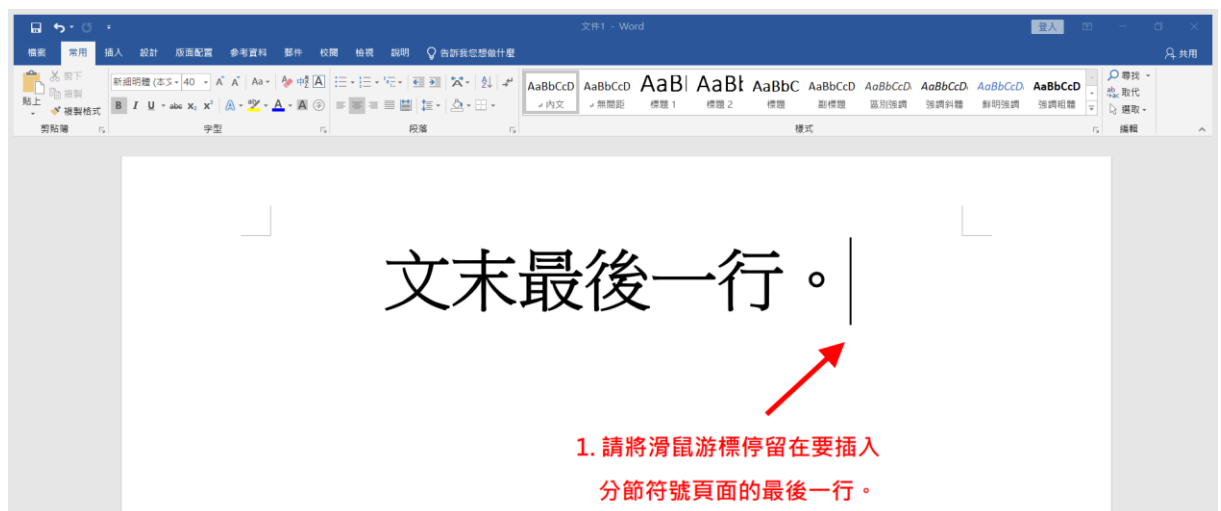 文件1 - Word
登入
檔案 常用 插入 設計 版面配置 參考資料 郵件 校閱 檢視 說明 告訴我您想做什麼 共用
剪下
複製
貼上 複製格式
新細明體 (本文 40
AaBbCcD AaBbCcD AaBl AaBb AaBbC AaBbCcD AaBbCcDi AaBbCcDi AaBbCcDi AaBbCcD
內文 無間距 標題 1 標題 2 標題 副標題 區別強調 強調斜體 鮮明強調 強調粗體
尋找
取代
選取
剪貼簿 字型 段落 樣式 編輯
文末最後一行。
1. 請將滑鼠游標停留在要插入
分節符號頁面的最後一行。